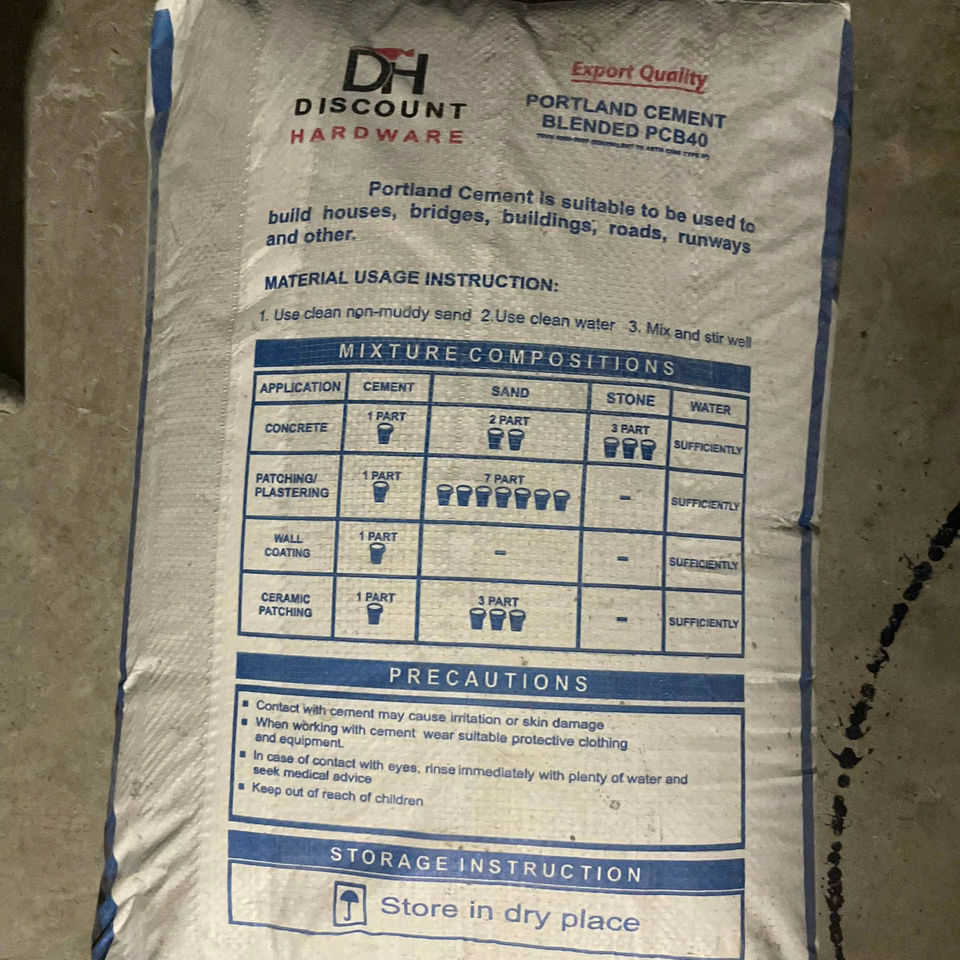 DH
DISCOUNT
HARDWARE
Export Quality
PORTLAND CEMENT
BLENDED PCB40
Portland Cement is suitable to be used to
build houses, bridges, buildings, roads, runways
and other.
MATERIAL USAGE INSTRUCTION:
1. Use clean non-muddy sand 2.Use clean water 3. Mix and stir well
MIXTURE COMPOSITIONS
APPLICATION CEMENT SAND STONE WATER
CONCRETE 1 PART 2 PART 3 PART SUFFICIENTLY
PATCHING/
PLASTERING 1 PART 7 PART - SUFFICIENTLY
WALL
COATING 1 PART - - SUFFICIENTLY
CERAMIC
PATCHING 1 PART 3 PART - SUFFICIENTLY
PRECAUTIONS
▪ Contact with cement may cause irritation or skin damage
▪ When working with cement wear suitable protective clothing
and equipment.
▪ In case of contact with eyes, rinse immediately with plenty of water and
seek medical advice
▪ Keep out of reach of children
STORAGE INSTRUCTION
Store in dry place